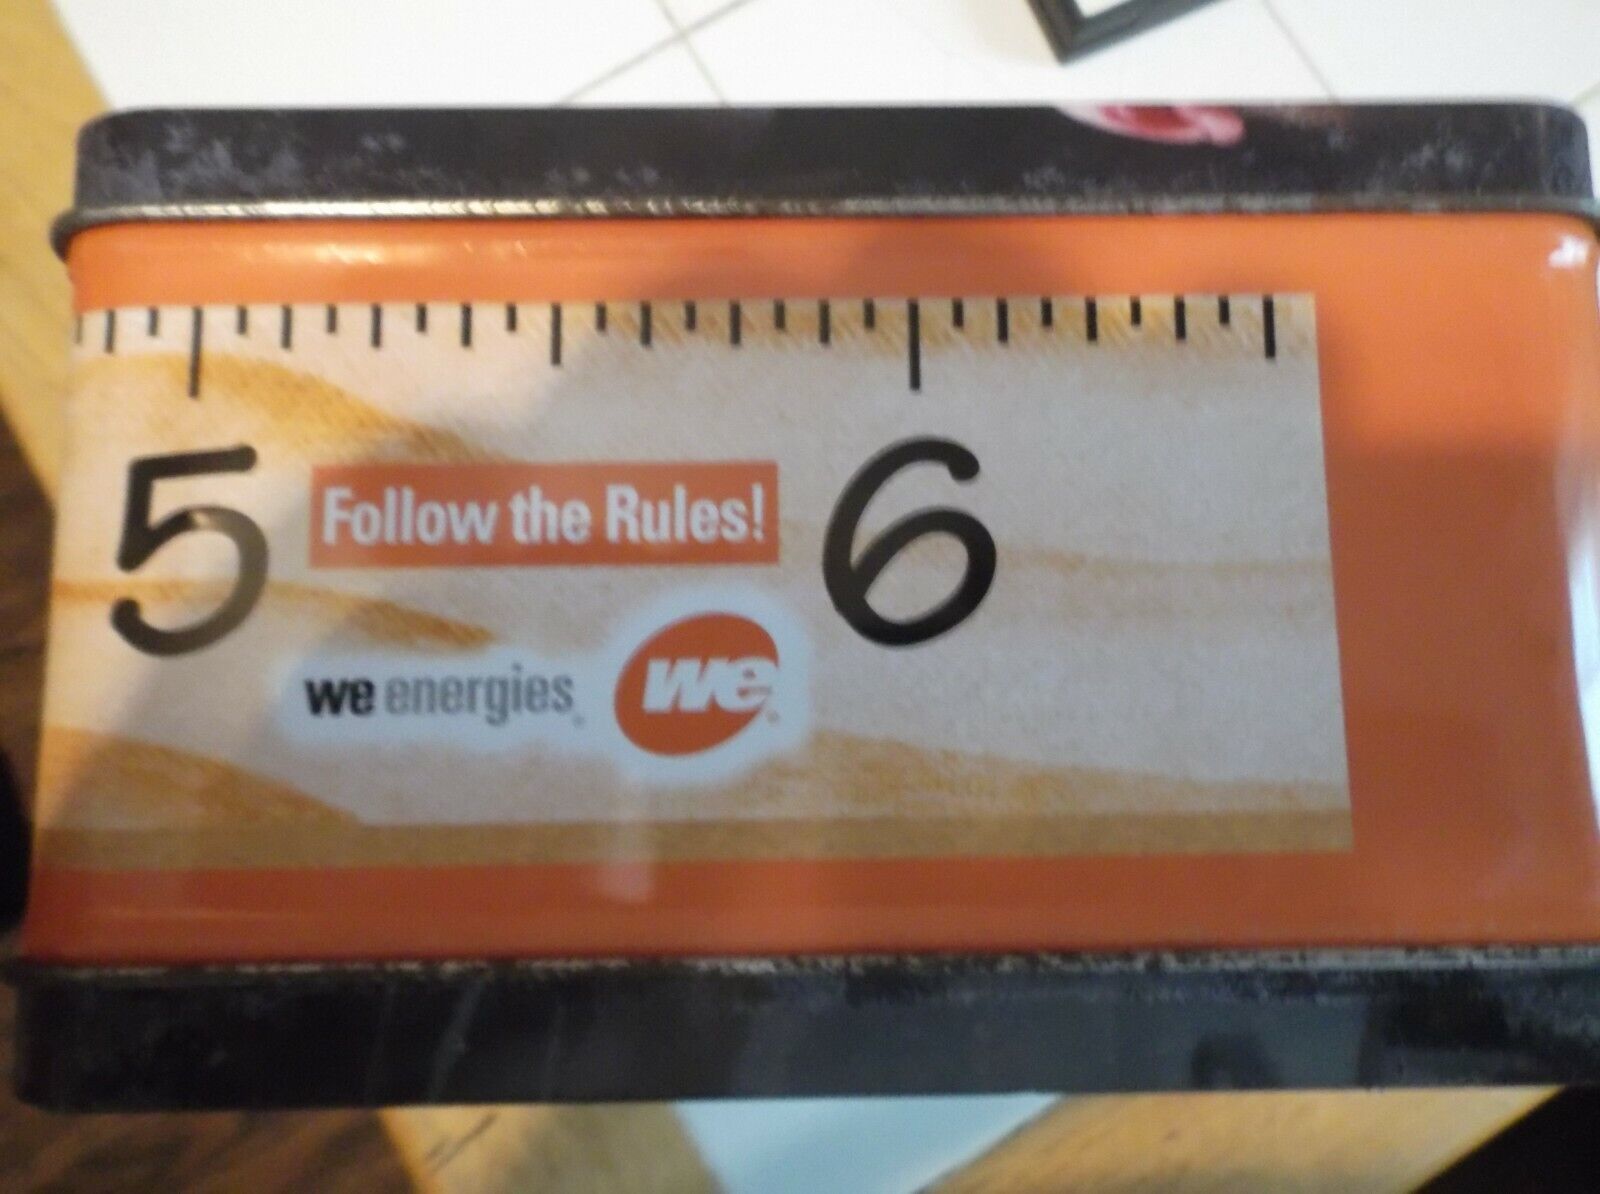 5 Follow the Rules! 6
we energies® we®